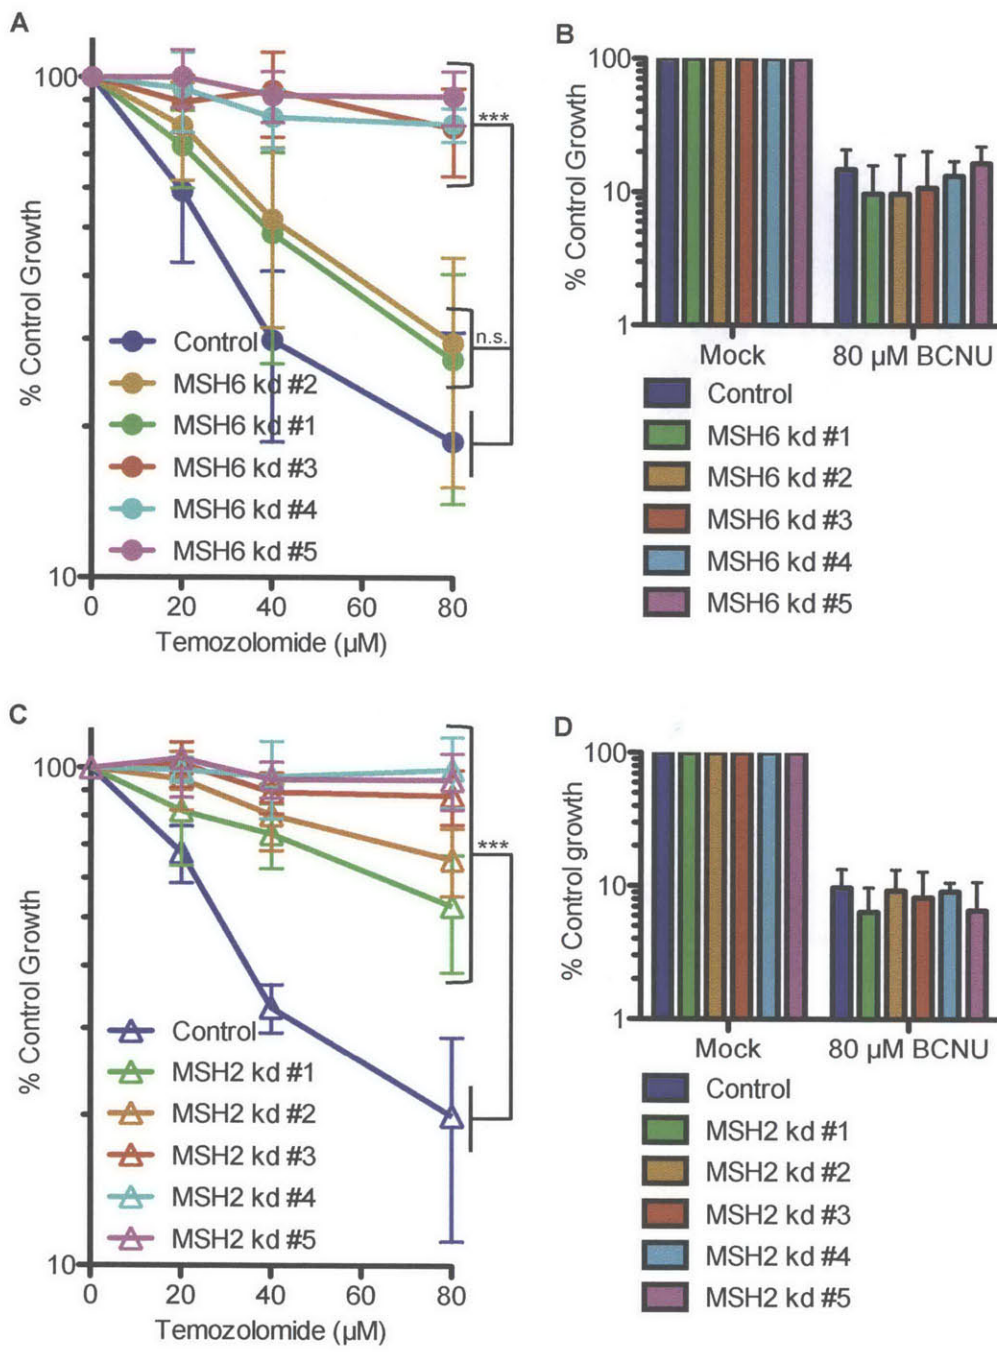 A
100
% Control Growth
***
n.s.
Control
MSH6 kd #2
MSH6 kd #1
MSH6 kd #3
MSH6 kd #4
MSH6 kd #5
10
0 20 40 60 80
Temozolomide (µM)
B
100
10
1
% Control Growth
Mock 80 µM BCNU
Control
MSH6 kd #1
MSH6 kd #2
MSH6 kd #3
MSH6 kd #4
MSH6 kd #5
C
100
% Control Growth
***
Control
MSH2 kd #1
MSH2 kd #2
MSH2 kd #3
MSH2 kd #4
MSH2 kd #5
10
0 20 40 60 80
Temozolomide (µM)
D
100
10
1
% Control growth
Mock 80 µM BCNU
Control
MSH2 kd #1
MSH2 kd #2
MSH2 kd #3
MSH2 kd #4
MSH2 kd #5